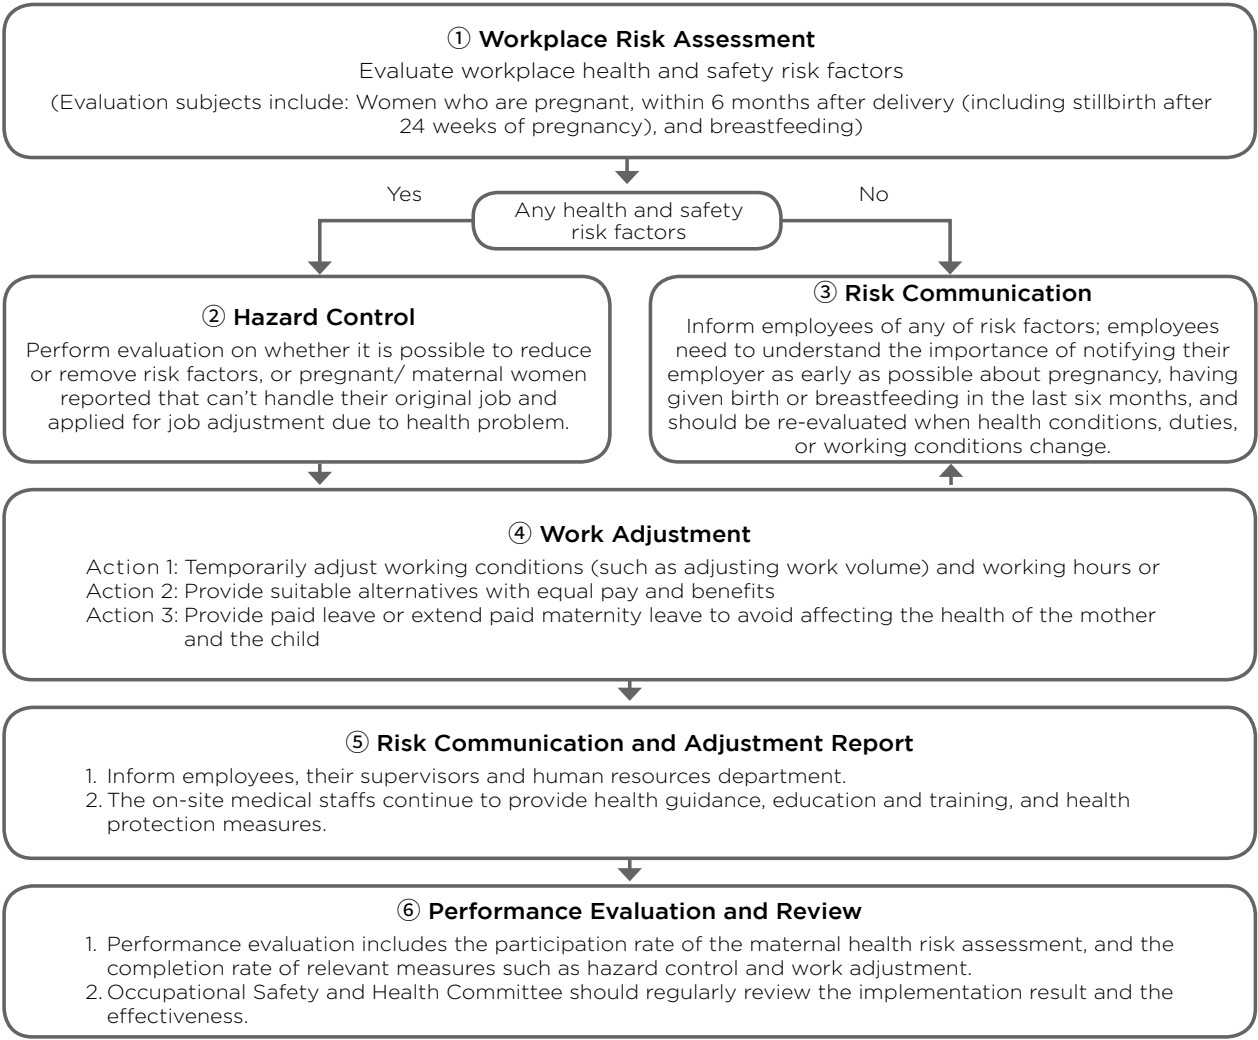 ① Workplace Risk Assessment
Evaluate workplace health and safety risk factors
(Evaluation subjects include: Women who are pregnant, within 6 months after delivery (including stillbirth after
24 weeks of pregnancy), and breastfeeding)
Yes
No
Any health and safety
risk factors
② Hazard Control
Perform evaluation on whether it is possible to reduce
or remove risk factors, or pregnant/ maternal women
reported that can't handle their original job and
applied for job adjustment due to health problem.
③ Risk Communication
Inform employees of any of risk factors; employees
need to understand the importance of notifying their
employer as early as possible about pregnancy, having
given birth or breastfeeding in the last six months, and
should be re-evaluated when health conditions, duties,
or working conditions change.
④ Work Adjustment
Action 1: Temporarily adjust working conditions (such as adjusting work volume) and working hours or
Action 2: Provide suitable alternatives with equal pay and benefits
Action 3: Provide paid leave or extend paid maternity leave to avoid affecting the health of the mother
and the child
⑤ Risk Communication and Adjustment Report
1. Inform employees, their supervisors and human resources department.
2. The on-site medical staffs continue to provide health guidance, education and training, and health
protection measures.
⑥ Performance Evaluation and Review
1. Performance evaluation includes the participation rate of the maternal health risk assessment, and the
completion rate of relevant measures such as hazard control and work adjustment.
2. Occupational Safety and Health Committee should regularly review the implementation result and the
effectiveness.